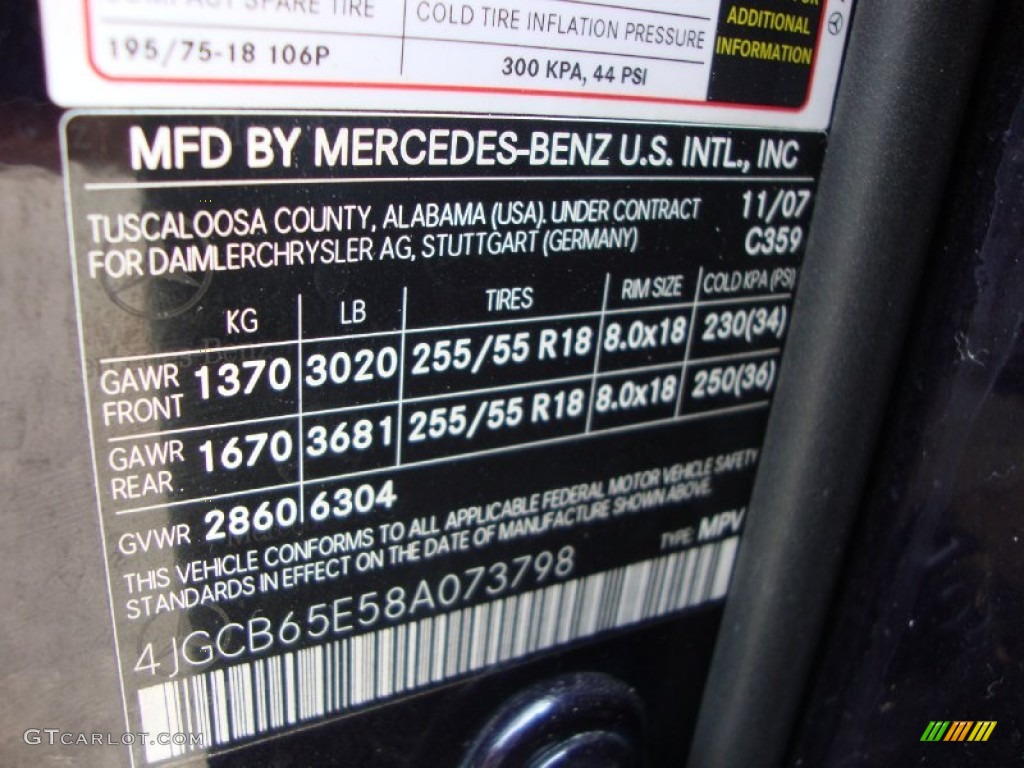 COMPACT SPARE TIRE
COLD TIRE INFLATION PRESSURE
195/75-18 106P
300 KPA, 44 PSI
ADDITIONAL
INFORMATION
MFD BY MERCEDES-BENZ U.S. INTL., INC
TUSCALOOSA COUNTY, ALABAMA (USA). UNDER CONTRACT 11/07
FOR DAIMLERCHRYSLER AG, STUTTGART (GERMANY) C359
KG LB TIRES RIM SIZE COLD KPA (PSI)
GAWR FRONT 1370 3020 255/55 R18 8.0x18 230(34)
GAWR REAR 1670 3681 255/55 R18 8.0x18 250(36)
GVWR 2860 6304
THIS VEHICLE CONFORMS TO ALL APPLICABLE FEDERAL MOTOR VEHICLE SAFETY
STANDARDS IN EFFECT ON THE DATE OF MANUFACTURE SHOWN ABOVE.
TYPE: MPV
4JGCB65E58A073798
GTCARLOT.COM